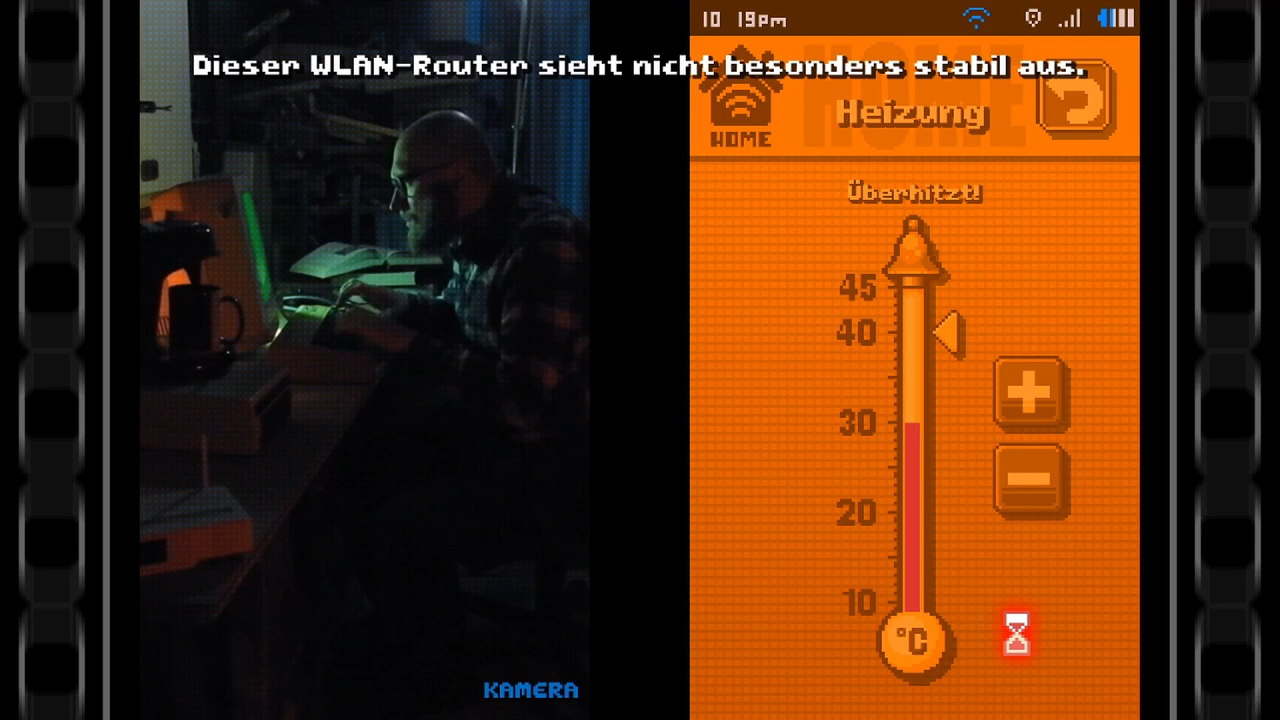 10 19pm
Dieser WLAN-Router sieht nicht besonders stabil aus.
HOME
Heizung
Überhitzt!
45
40
30
20
10
°C
KAMERA